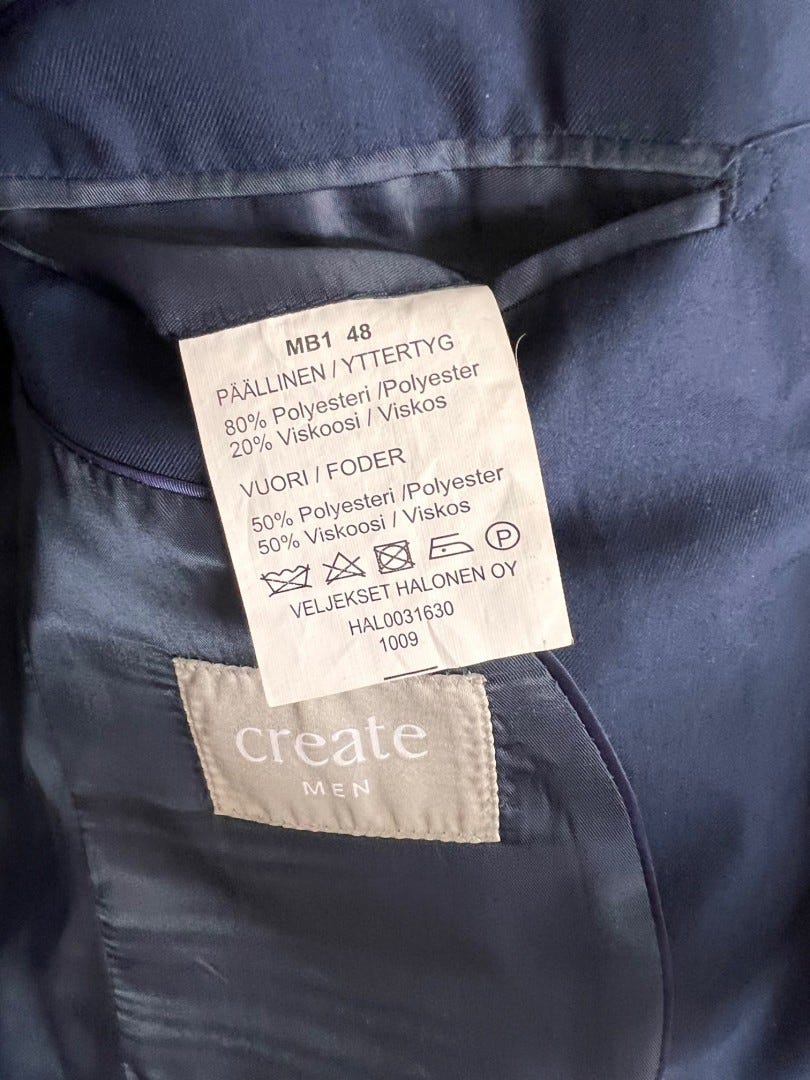 MB1 48
PÄÄLLINEN / YTTERTYG
80% Polyesteri /Polyester
20% Viskoosi / Viskos
VUORI / FODER
50% Polyesteri /Polyester
50% Viskoosi / Viskos
P
VELJEKSET HALONEN OY
HAL0031630
1009
create
MEN